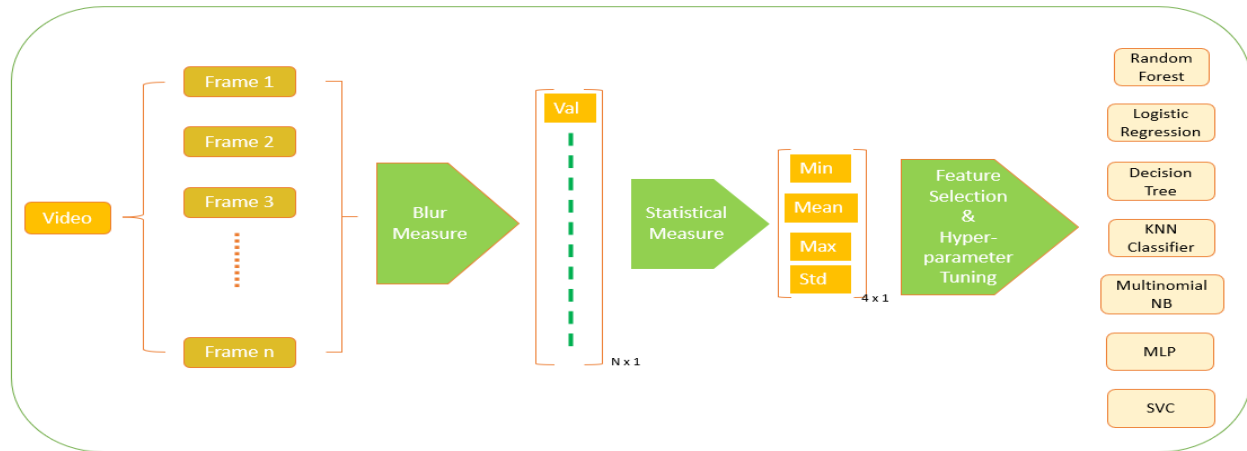 Video
Frame 1
Frame 2
Frame 3
Frame n
Blur
Measure
Val
N x 1
Statistical
Measure
Min
Mean
Max
Std
4 x 1
Feature
Selection
&
Hyper-
parameter
Tuning
Random
Forest
Logistic
Regression
Decision
Tree
KNN
Classifier
Multinomial
NB
MLP
SVC